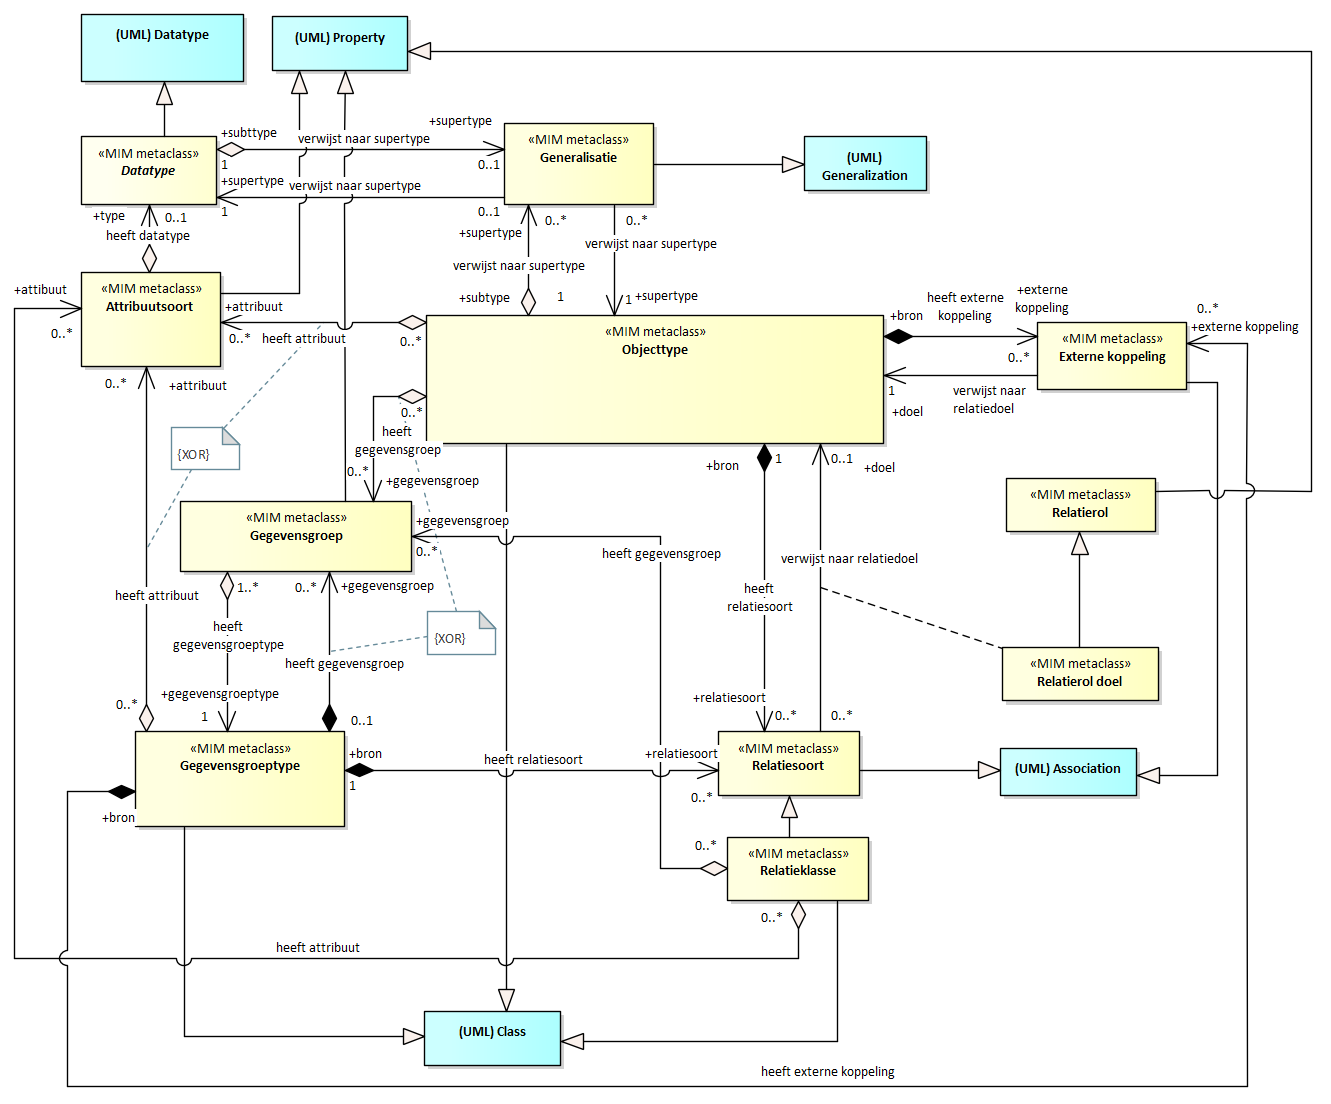 (UML) Datatype
(UML) Property
+subttype
verwijst naar supertype
+supertype
1
0..1
«MIM metaclass»
Datatype
«MIM metaclass»
Generalisatie
(UML)
Generalization
+supertype
verwijst naar supertype
1
0..1
+type
0..1
heeft datatype
+supertype
0..*
0..*
verwijst naar supertype
verwijst naar supertype
+subtype
1
1
+supertype
+attibuut
0..*
«MIM metaclass»
Attribuutsoort
+attribuut
0..*
heeft attribuut
0..*
«MIM metaclass»
Objecttype
+bron
heeft externe
koppeling
+externe
koppeling
0..*
0..*
+externe koppeling
«MIM metaclass»
Externe koppeling
1
+doel
verwijst naar
relatiedoel
0..*
+attribuut
0..*
heeft
gegevensgroep
0..*
+gegevensgroep
{XOR}
+bron
1
0..1
+doel
«MIM metaclass»
Relatierol
«MIM metaclass»
Gegevensgroep
+gegevensgroep
0..*
heeft gegevensgroep
verwijst naar relatiedoel
1..*
0..*
+gegevensgroep
heeft attribuut
heeft
relatiesoort
heeft
gegevensgroeptype
{XOR}
heeft gegevensgroep
«MIM metaclass»
Relatierol doel
+gegevensgroeptype
1
0..*
0..1
+relatiesoort
0..*
0..*
«MIM metaclass»
Gegevensgroeptype
+bron
1
heeft relatiesoort
+relatiesoort
0..*
«MIM metaclass»
Relatiesoort
(UML) Association
+bron
0..*
«MIM metaclass»
Relatieklasse
0..*
heeft attribuut
(UML) Class
heeft externe koppeling